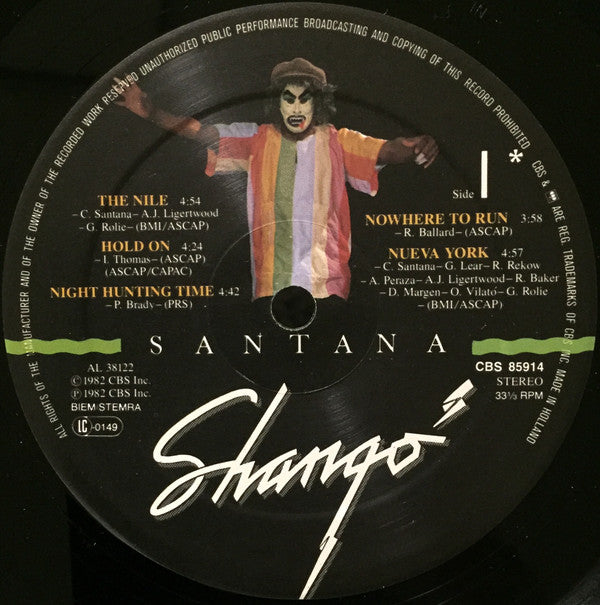 ALL RIGHTS OF THE MANUFACTURER AND OF THE OWNER OF THE RECORDED WORK RESERVED UNAUTHORIZED PUBLIC PERFORMANCE BROADCASTING AND COPYING OF THIS RECORD PROHIBITED CBS & ARE REG. TRADEMARKS OF CBS INC. MADE IN HOLLAND
THE NILE 4:54
-C. Santana- A.J. Ligertwood
-G. Rolie-(BMI/ASCAP)
HOLD ON 4:24
-I. Thomas-(ASCAP)
(ASCAP/CAPAC)
NIGHT HUNTING TIME 4:42
-P. Brady-(PRS)
Side 1 *
NOWHERE TO RUN 3:58
-R. Ballard-(ASCAP)
NUEVA YORK 4:57
-C. Santana- G. Lear- R. Rekow
-A. Peraza- A.J. Ligertwood- R. Baker
-D. Margen- O. Vilató- G. Rolie
-(BMI/ASCAP)
SANTANA
AL 38122
© 1982 CBS Inc.
℗ 1982 CBS Inc.
BIEM STEMRA
LC-0149
CBS 85914
STEREO
33⅓ RPM
Shangó